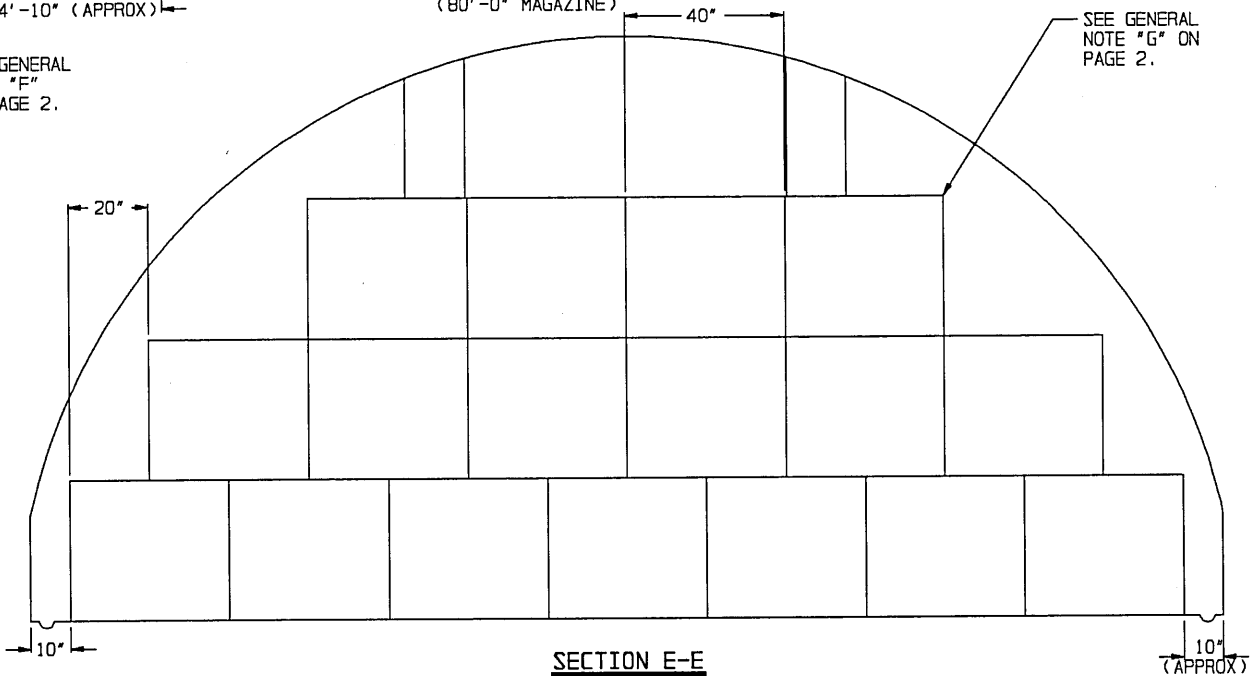 4'-10" (APPROX)
(80'-0" MAGAZINE)
40"
SEE GENERAL
NOTE "G" ON
PAGE 2.
GENERAL
"F"
AGE 2.
20"
10"
10"
(APPROX)
SECTION E-E